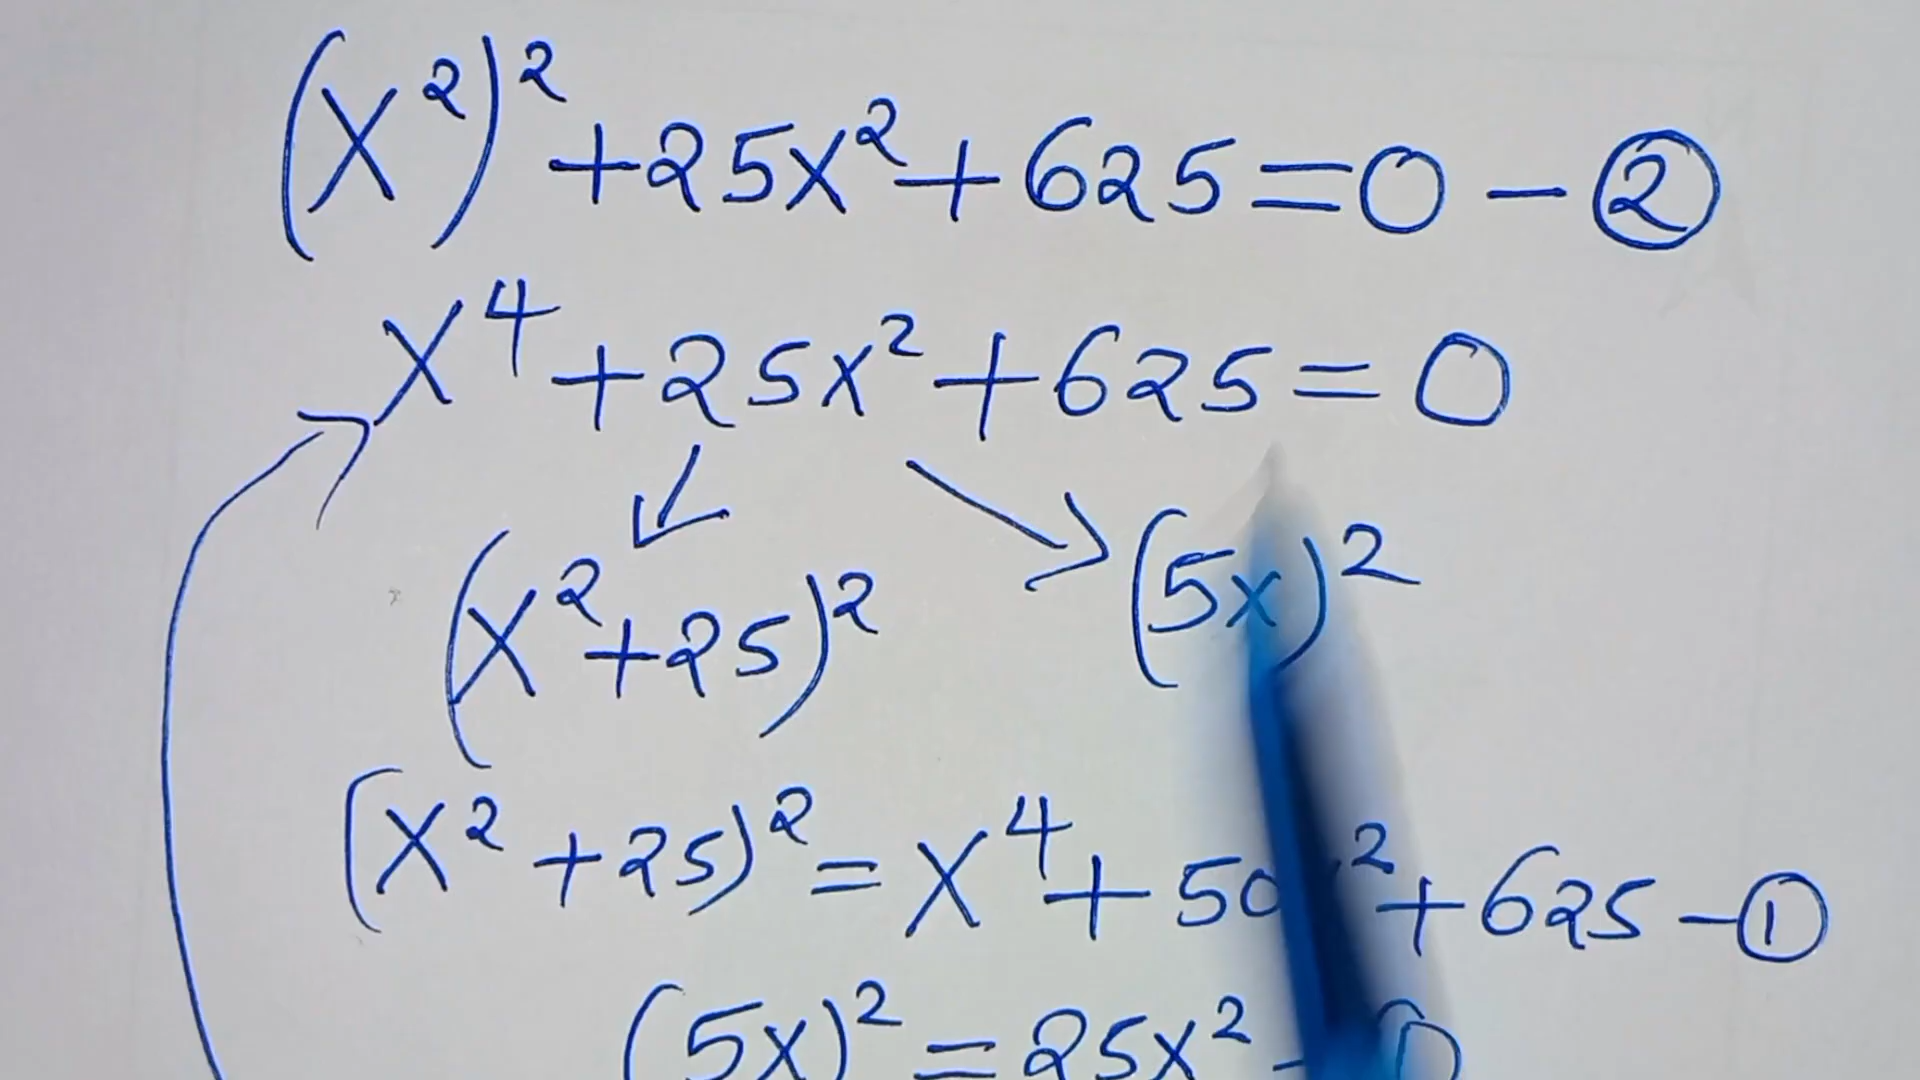 (x²)² + 25x² + 625 = 0 - ②
x⁴ + 25x² + 625 = 0
(x² + 25)² (5x)²
(x² + 25)² = x⁴ + 50 ² + 625 - ①
(5x)² = 25x² -